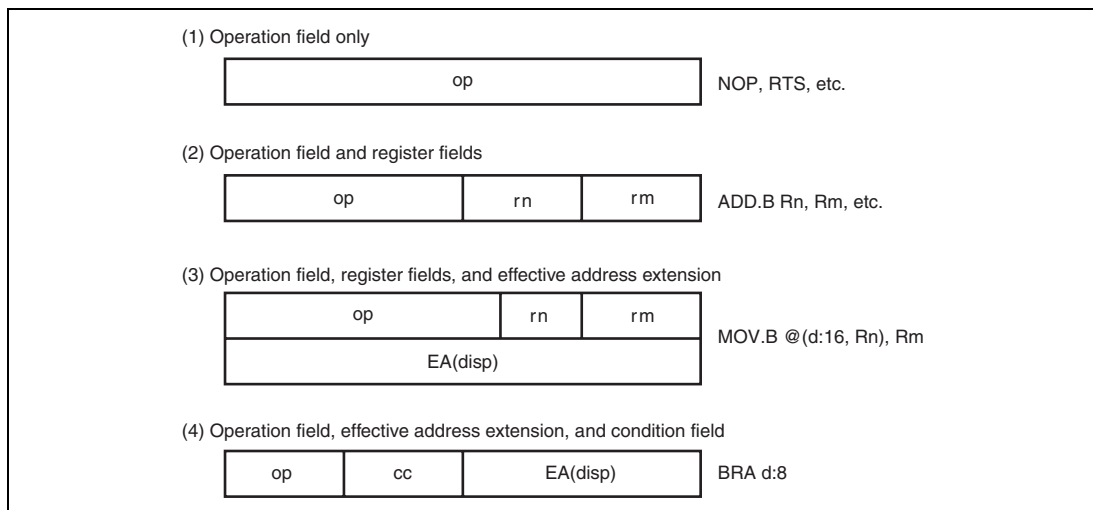 (1) Operation field only
op
NOP, RTS, etc.
(2) Operation field and register fields
op rn rm
ADD.B Rn, Rm, etc.
(3) Operation field, register fields, and effective address extension
op rn rm
EA(disp)
MOV.B @(d:16, Rn), Rm
(4) Operation field, effective address extension, and condition field
op cc EA(disp)
BRA d:8